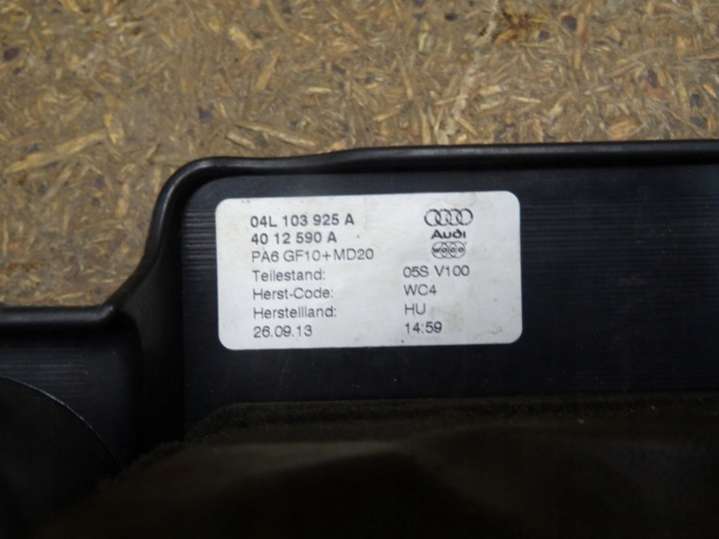 04L 103 925 A
Audi
40 12 590 A
PA6 GF10+MD20
Teilestand: 05S V100
Herst-Code: WC4
Herstellland: HU
26.09.13 14:59